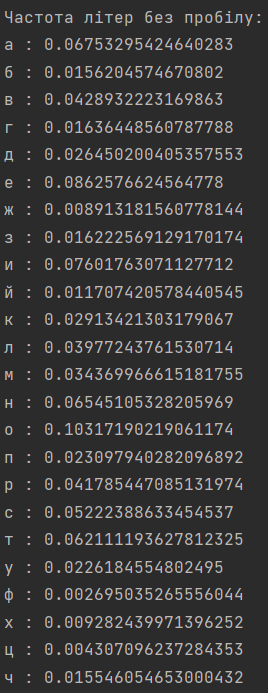 Частота літер без пробілу:
а : 0.06753295424640283
б : 0.0156204574670802
в : 0.0428932223169863
г : 0.01636448560787788
д : 0.026450200405357553
е : 0.0862576624564778
ж : 0.008913181560778144
з : 0.016222569129170174
и : 0.07601763071127712
й : 0.011707420578440545
к : 0.02913421303179067
л : 0.03977243761530714
м : 0.034369966615181755
н : 0.06545105328205969
о : 0.10317190219061174
п : 0.023097940282096892
р : 0.041785447085131974
с : 0.05222388633454537
т : 0.062111193627812325
у : 0.0226184554802495
ф : 0.002695035265556044
х : 0.009282439971396252
ц : 0.004307096237284353
ч : 0.015546054653000432